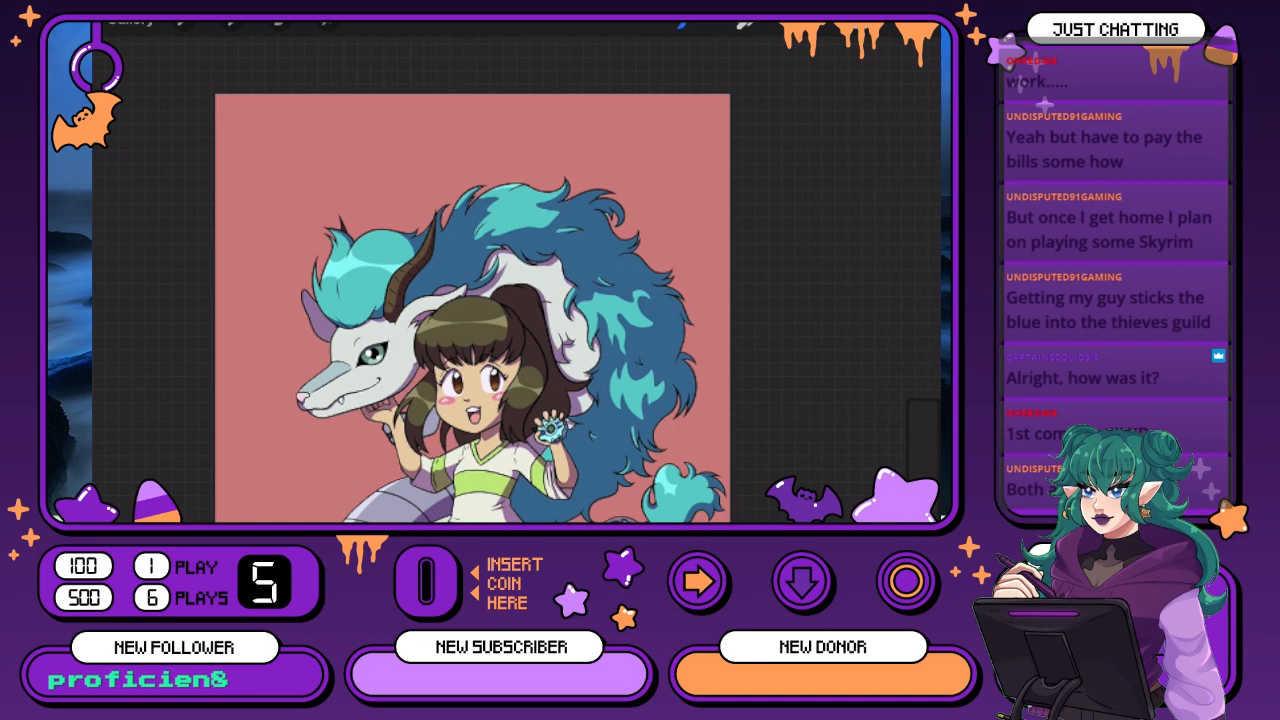 JUST CHATTING
work.....
UNDISPUTED91GAMING
Yeah but have to pay the
bills some how
UNDISPUTED91GAMING
But once I get home I plan
on playing some Skyrim
UNDISPUTED91GAMING
Getting my guy sticks the
blue into the thieves guild
Alright, how was it?
1st com
UNDISPUTE
Both
100
1 PLAY
500
6 PLAYS
5
INSERT
COIN
HERE
NEW FOLLOWER
proficien8
NEW SUBSCRIBER
NEW DONOR